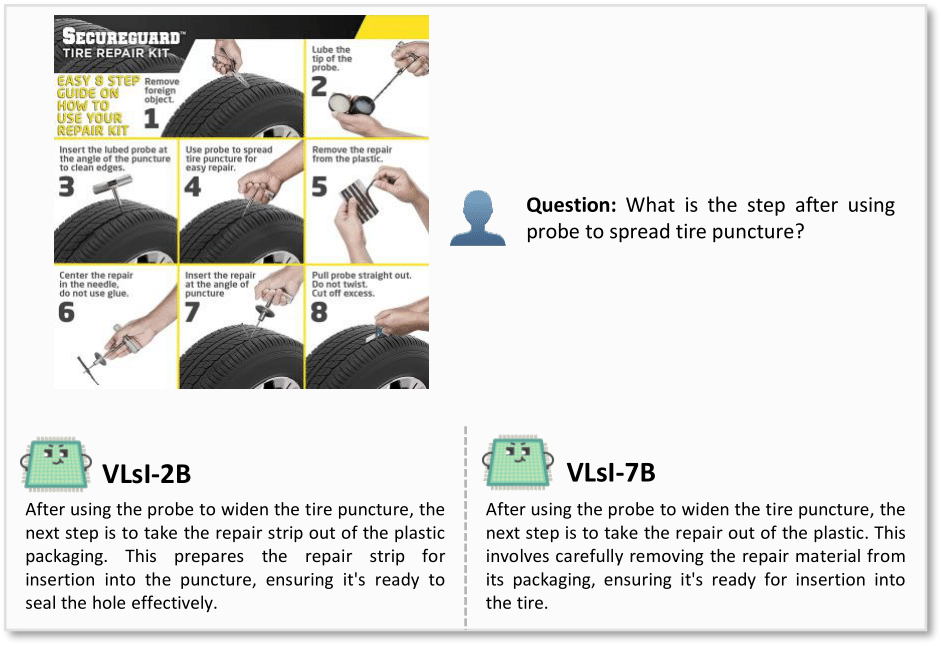 SECUREGUARD™
TIRE REPAIR KIT
EASY 8 STEP
GUIDE ON
HOW TO
USE YOUR
REPAIR KIT
Remove
foreign
object.
1
Lube the
tip of the
probe.
2
Insert the lubed probe at
the angle of the puncture
to clean edges.
3
Use probe to spread
tire puncture for
easy repair.
4
Remove the repair
from the plastic.
5
Center the repair
in the needle,
do not use glue.
6
Insert the repair
at the angle of
puncture
7
Pull probe straight out.
Do not twist.
Cut off excess.
8
Question: What is the step after using
probe to spread tire puncture?
VLsI-2B
After using the probe to widen the tire puncture, the
next step is to take the repair strip out of the plastic
packaging. This prepares the repair strip for
insertion into the puncture, ensuring it's ready to
seal the hole effectively.
VLsI-7B
After using the probe to widen the tire puncture, the
next step is to take the repair out of the plastic. This
involves carefully removing the repair material from
its packaging, ensuring it's ready for insertion into
the tire.